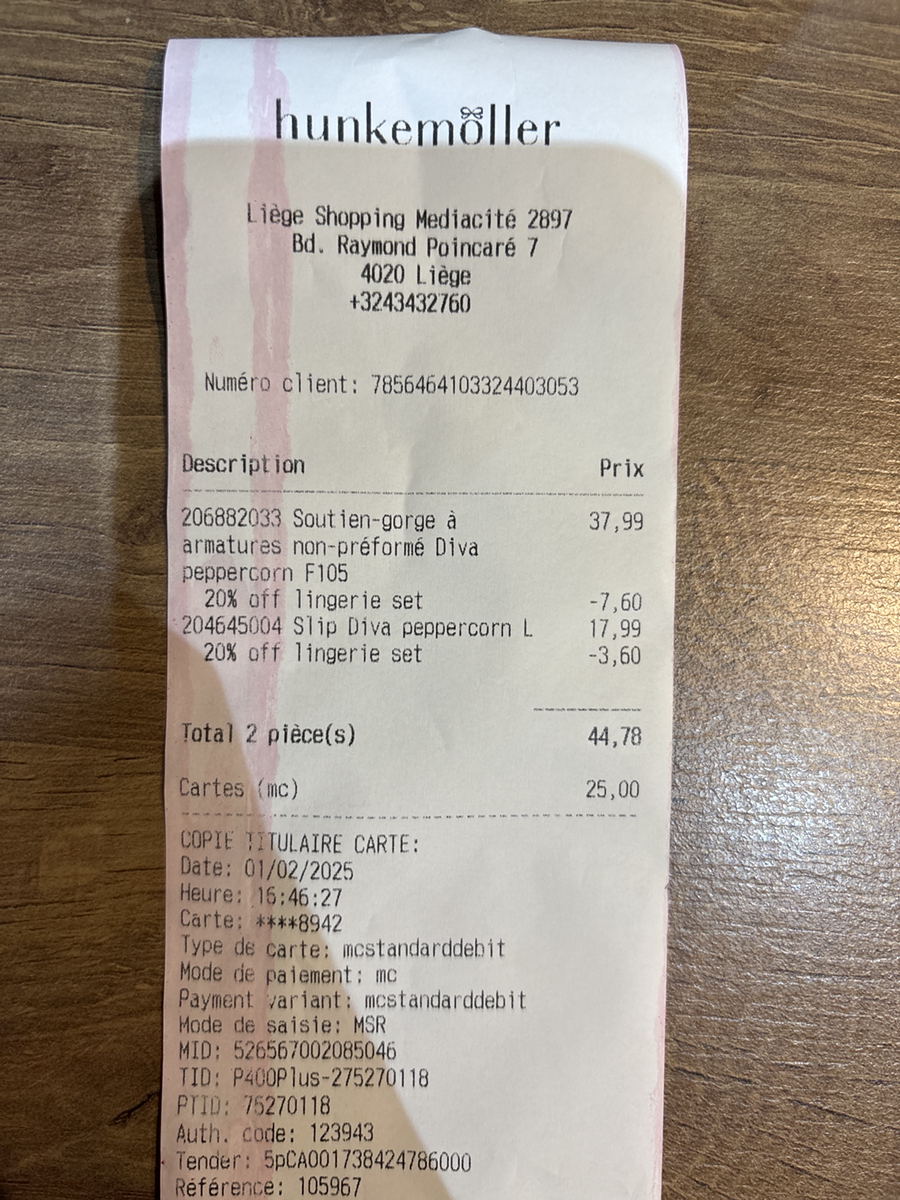 hunkemöller
Liège Shopping Mediacité 2897
Bd. Raymond Poincaré 7
4020 Liège
+3243432760
Numéro client: 7856464103324403053
Description Prix
206882033 Soutien-gorge à 37,99
armatures non-préformé Diva
peppercorn F105
20% off lingerie set -7,60
204645004 Slip Diva peppercorn L 17,99
20% off lingerie set -3,60
Total 2 pièce(s) 44,78
Cartes (mc) 25,00
COPIE TITULAIRE CARTE:
Date: 01/02/2025
Heure: 16:46:27
Carte: ****8942
Type de carte: mcstandarddebit
Mode de paiement: mc
Payment variant: mcstandarddebit
Mode de saisie: MSR
MID: 526567002085046
TID: P400Plus-275270118
PTID: 75270118
Auth. code: 123943
Tender: 5pCA001738424786000
Référence: 105967